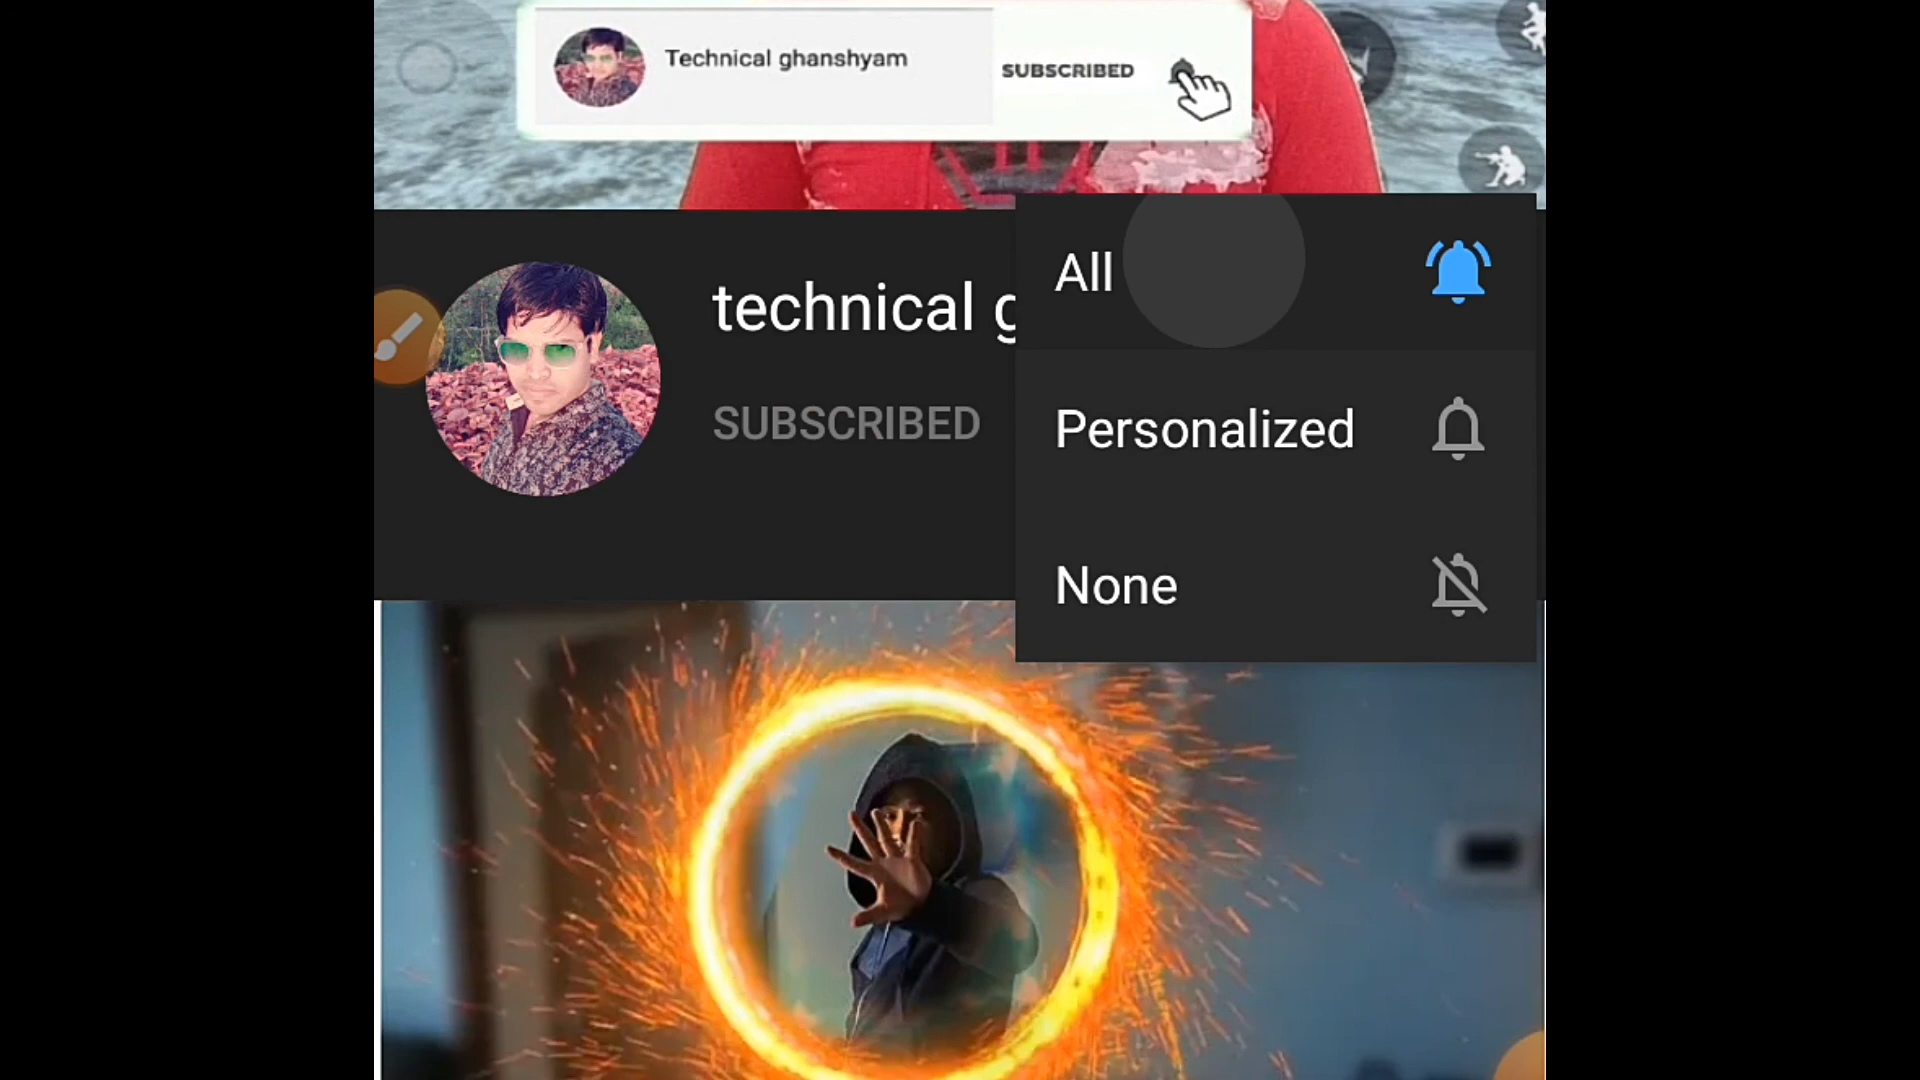 Technical ghanshyam
SUBSCRIBED
technical g
SUBSCRIBED
All
Personalized
None